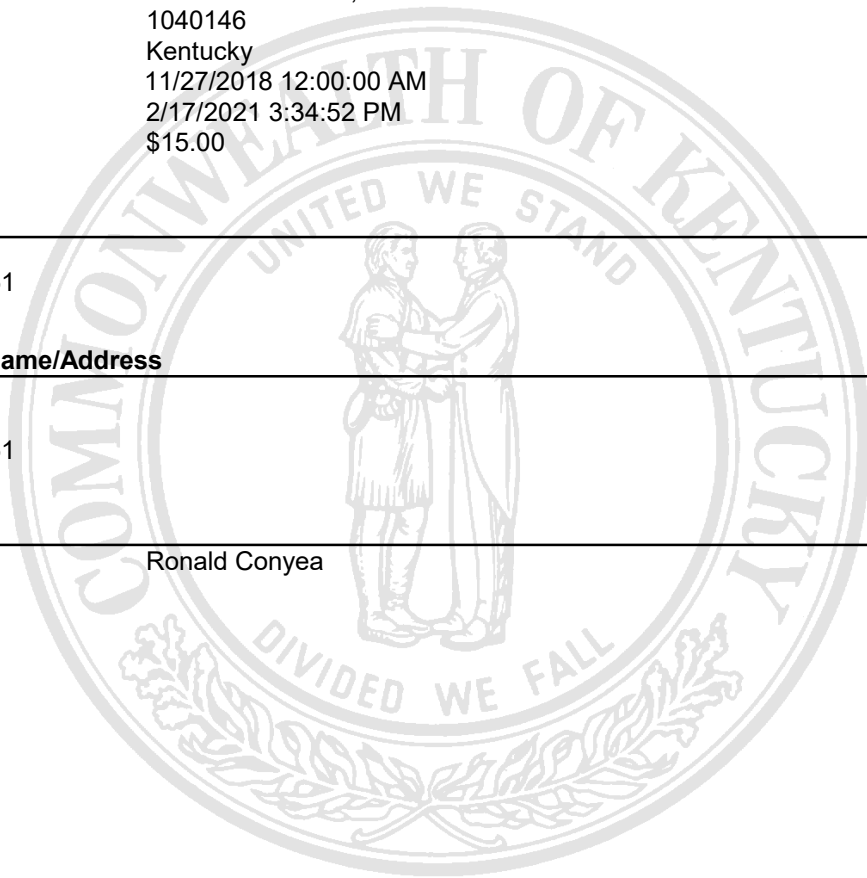 1040146
Kentucky
11/27/2018 12:00:00 AM
2/17/2021 3:34:52 PM
$15.00
COMMONWEALTH OF KENTUCKY
UNITED WE STAND
1
ame/Address
1
Ronald Conyea
DIVIDED WE FALL